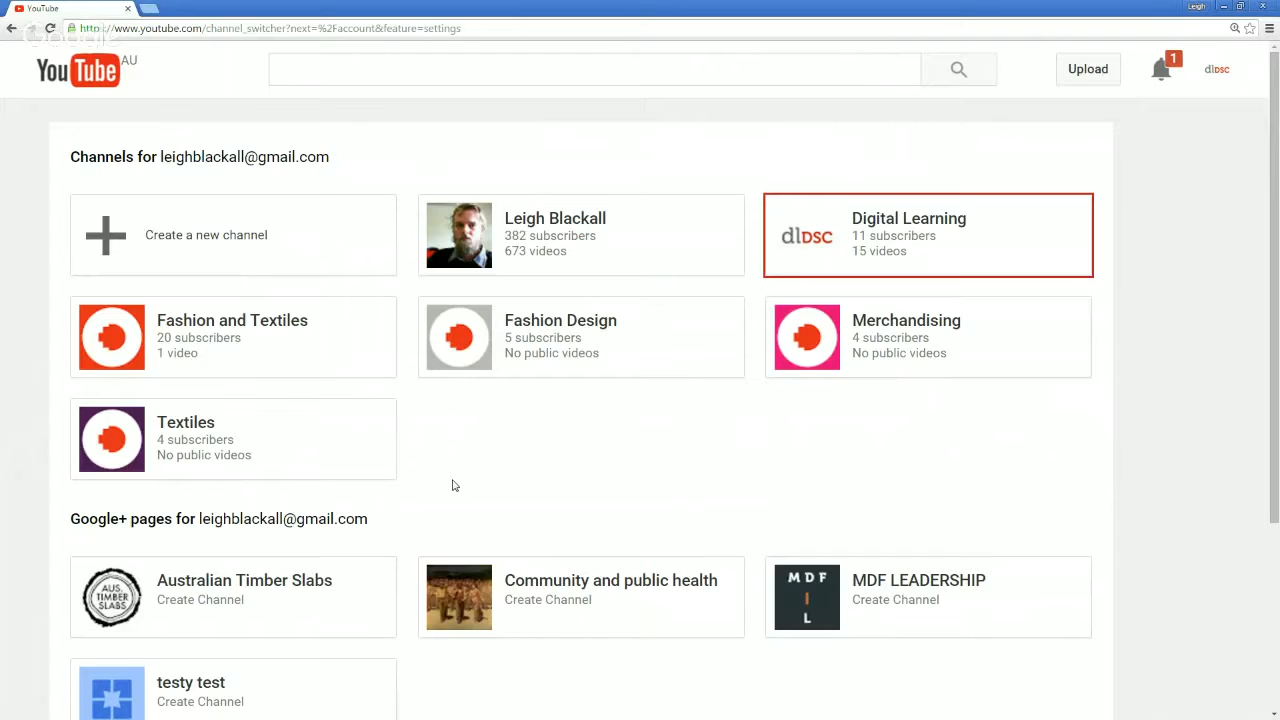 YouTube
Leigh
https://www.youtube.com/channel_switcher?next=%2Faccount&feature=settings
Google
YouTube AU
Upload
1
dlDSC
Channels for leighblackall@gmail.com
Create a new channel
Leigh Blackall
382 subscribers
673 videos
dlDSC
Digital Learning
11 subscribers
15 videos
Fashion and Textiles
20 subscribers
1 video
Fashion Design
5 subscribers
No public videos
Merchandising
4 subscribers
No public videos
Textiles
4 subscribers
No public videos
Google+ pages for leighblackall@gmail.com
AUS.
TIMBER
SLABS
Australian Timber Slabs
Create Channel
Community and public health
Create Channel
MDF
I
L
MDF LEADERSHIP
Create Channel
testy test
Create Channel